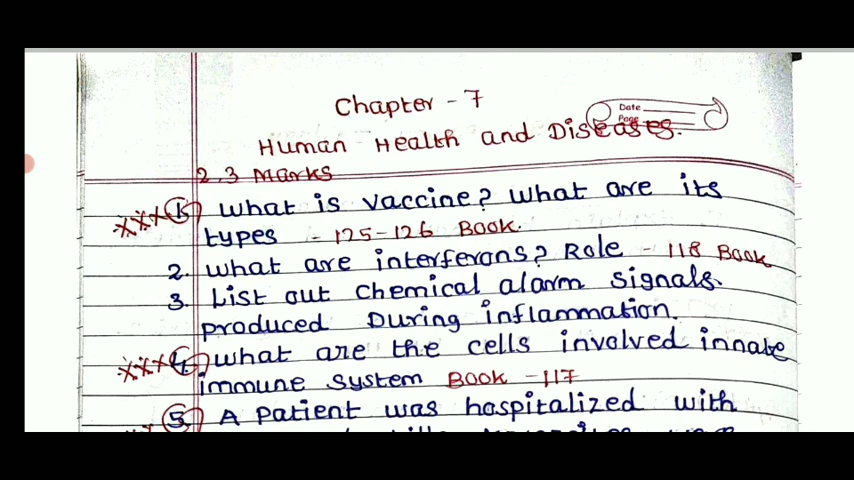 Chapter - 7
Date
Page
Human Health and Diseases.
2.3 Marks
xxx 1) What is vaccine? What are its
types - 125-126 Book.
2. What are interferons? Role - 118 Book
3. List out Chemical alarm Signals.
produced During inflammation.
xxx 4) What are the cells involved innate
immune System Book - 117
5) A patient was hospitalized with